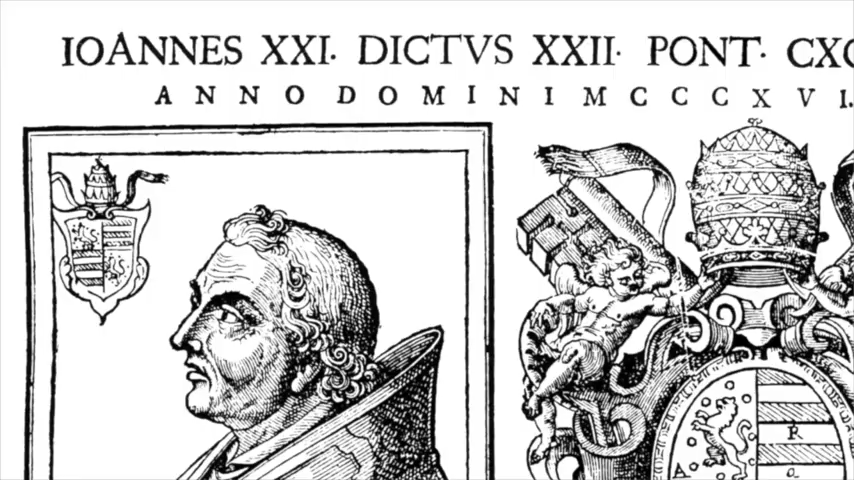 IOANNES XXI. DICTVS XXII. PONT. CXC
ANNO DOMINI MCCCXVI.
A
R
a